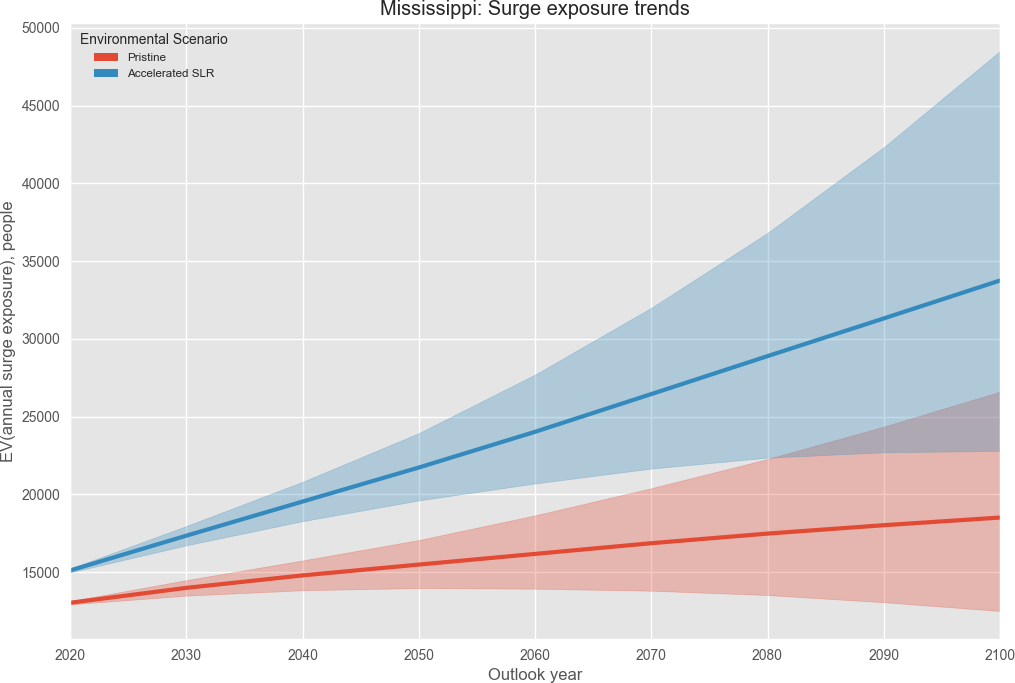 Mississippi: Surge exposure trends
Environmental Scenario
Pristine
Accelerated SLR
EV(annual surge exposure), people
50000
45000
40000
35000
30000
25000
20000
15000
2020 2030 2040 2050 2060 2070 2080 2090 2100
Outlook year